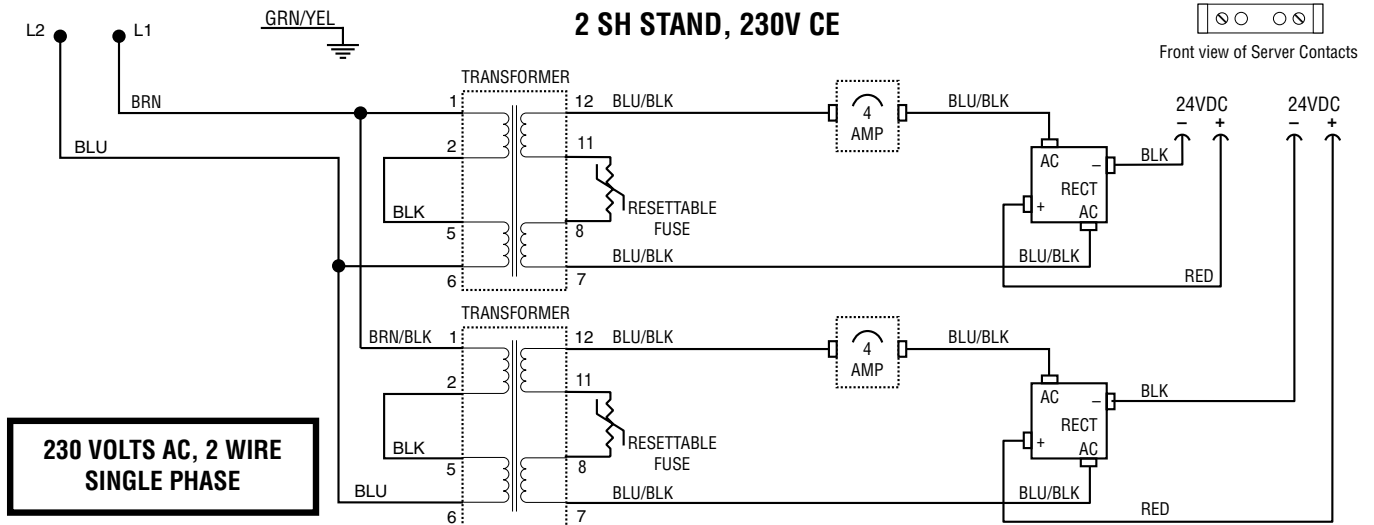 2 SH STAND, 230V CE
L2
L1
GRN/YEL
Front view of Server Contacts
TRANSFORMER
BRN
1
12
BLU/BLK
4
AMP
BLU/BLK
24VDC
24VDC
–
+
–
+
BLU
2
11
AC
–
BLK
RECT
+
AC
BLK
RESETTABLE
FUSE
5
8
BLU/BLK
BLU/BLK
6
7
RED
TRANSFORMER
BRN/BLK
1
12
BLU/BLK
4
AMP
BLU/BLK
2
11
AC
–
BLK
RECT
+
AC
BLK
RESETTABLE
FUSE
5
8
BLU
BLU/BLK
BLU/BLK
6
7
RED
230 VOLTS AC, 2 WIRE
SINGLE PHASE